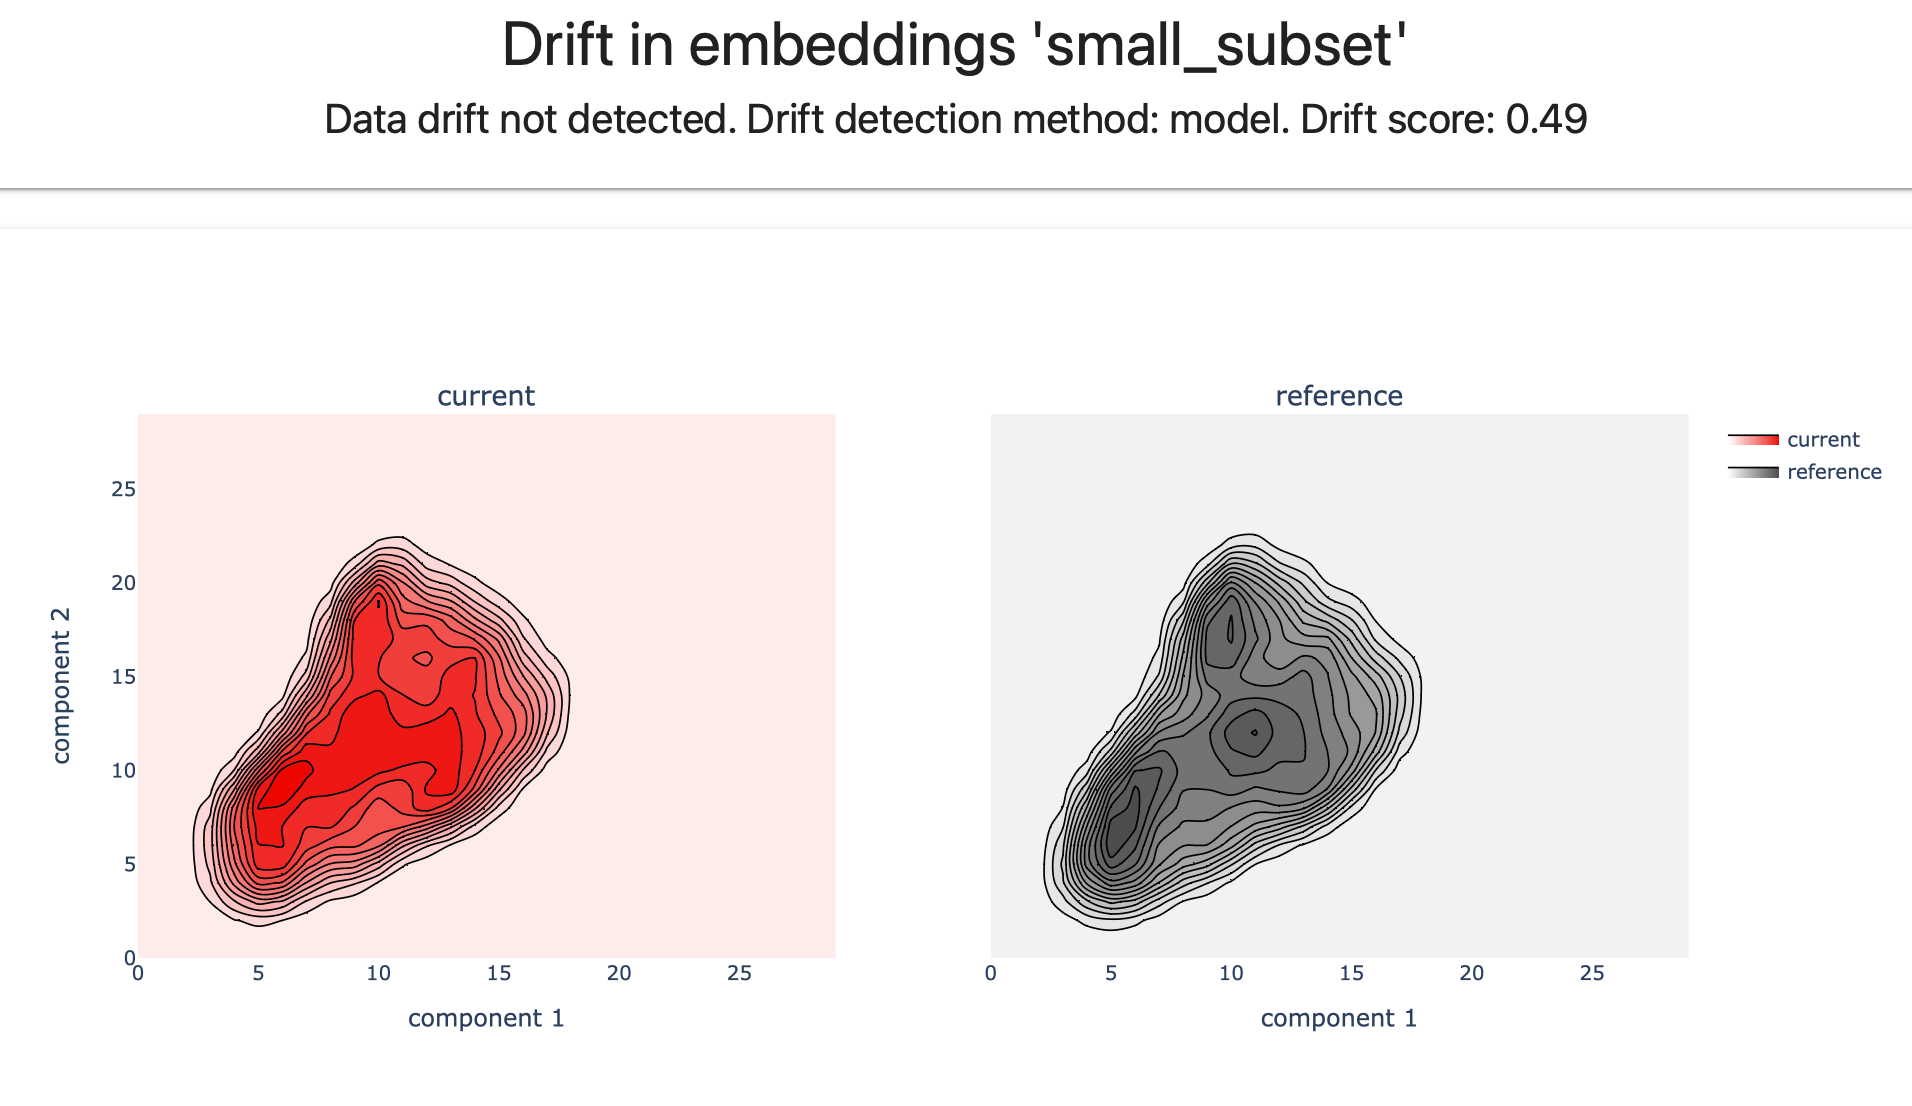 Drift in embeddings 'small_subset'
Data drift not detected. Drift detection method: model. Drift score: 0.49
current
reference
current
reference
component 2
25
20
15
10
5
0
0 5 10 15 20 25
component 1
0 5 10 15 20 25
component 1